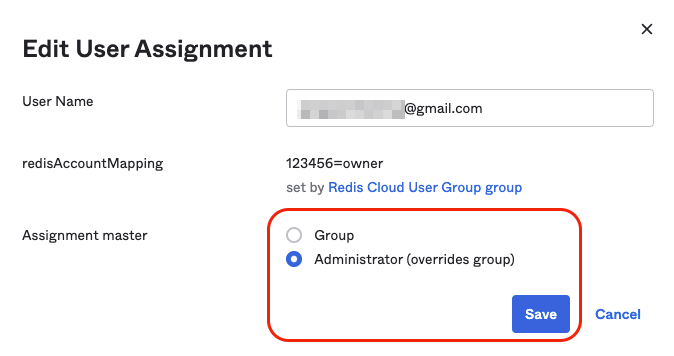 Edit User Assignment
User Name
@gmail.com
redisAccountMapping
123456=owner
set by Redis Cloud User Group group
Assignment master
Group
Administrator (overrides group)
Save
Cancel